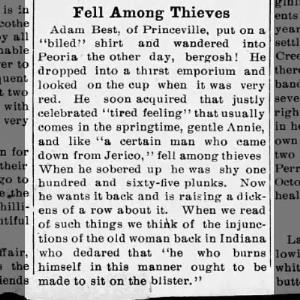 Fell Among Thieves
Adam Best, of Princeville, put on a
"biled" shirt and wandered into
Peoria the other day, bergosh! He
dropped into a thirst emporium and
looked on the cup when it was very
red. He soon acquired that justly
celebrated "tired feeling" that usually
comes in the springtime, gentle Annie,
and like "a certain man who came
down from Jerico," fell among thieves
When he sobered up he was shy one
hundred and sixty-five plunks. Now
he wants it back and is raising a dick-
ens of a row about it. When we read
of such things we think of the injunc-
tions of the old woman back in Indiana
who dedared that "he who burns
himself in this manner ought to be
made to sit on the blister."